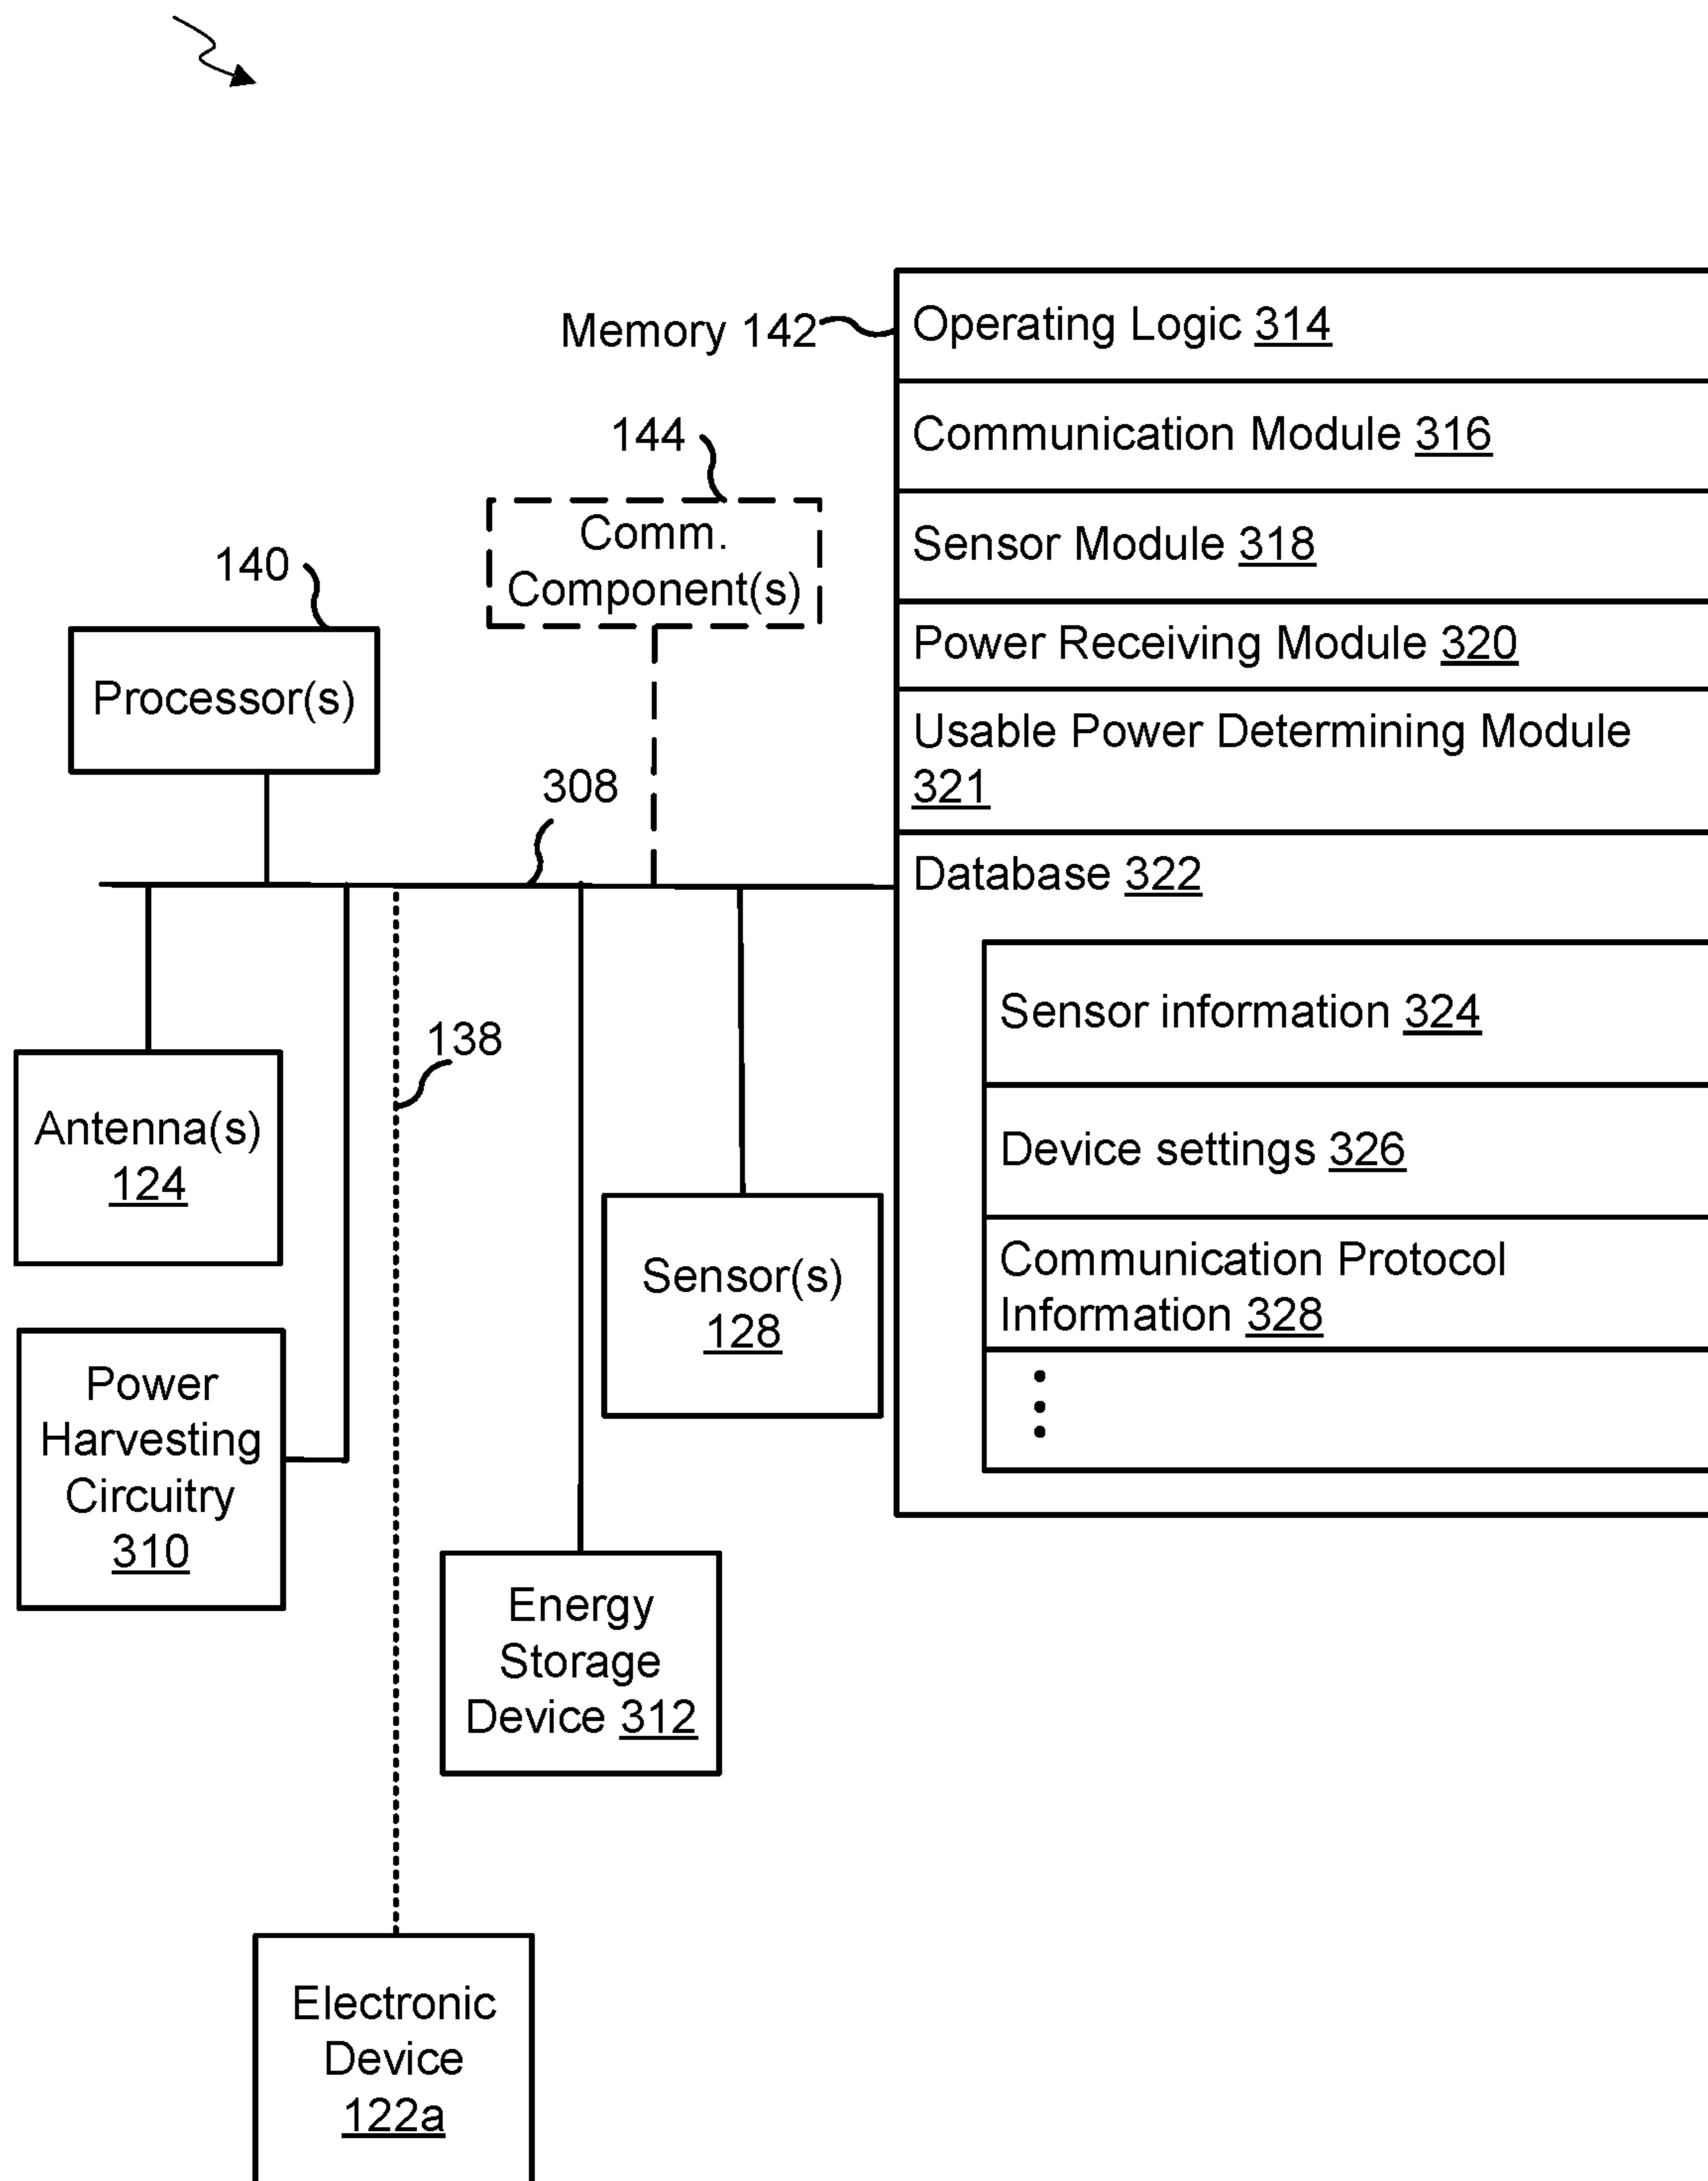 Memory 142
Operating Logic 314
Communication Module 316
144
Comm.
Component(s)
Sensor Module 318
140
Processor(s)
Power Receiving Module 320
Usable Power Determining Module
321
308
Database 322
Sensor information 324
138
Antenna(s)
124
Device settings 326
Sensor(s)
128
Communication Protocol
Information 328
Power
Harvesting
Circuitry
310
Energy
Storage
Device 312
Electronic
Device
122a